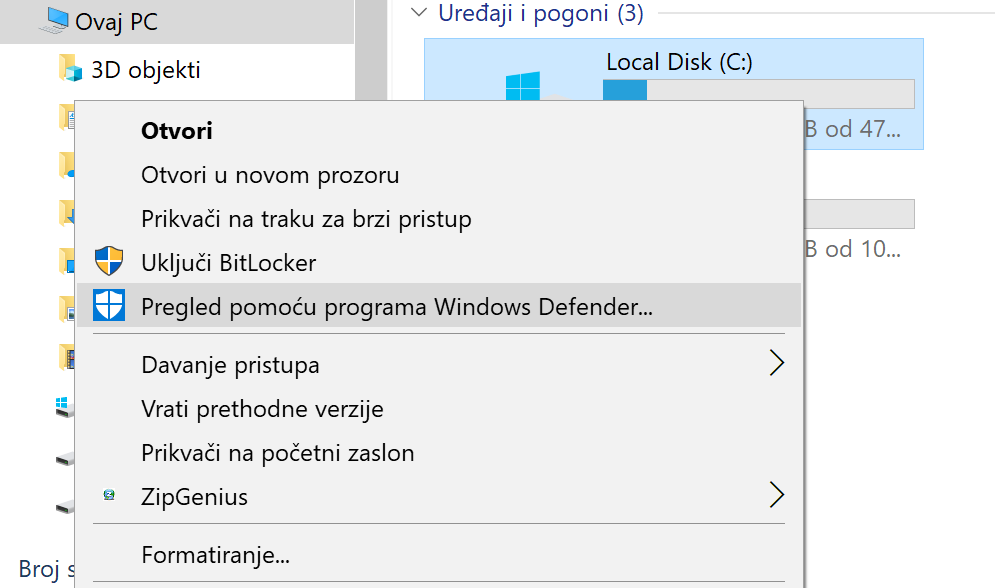 Ovaj PC
3D objekti
Uređaji i pogoni (3)
Local Disk (C:)
B od 47...
B od 10...
Otvori
Otvori u novom prozoru
Prikvači na traku za brzi pristup
Uključi BitLocker
Pregled pomoću programa Windows Defender...
Davanje pristupa
Vrati prethodne verzije
Prikvači na početni zaslon
ZipGenius
Formatiranje...
Broj